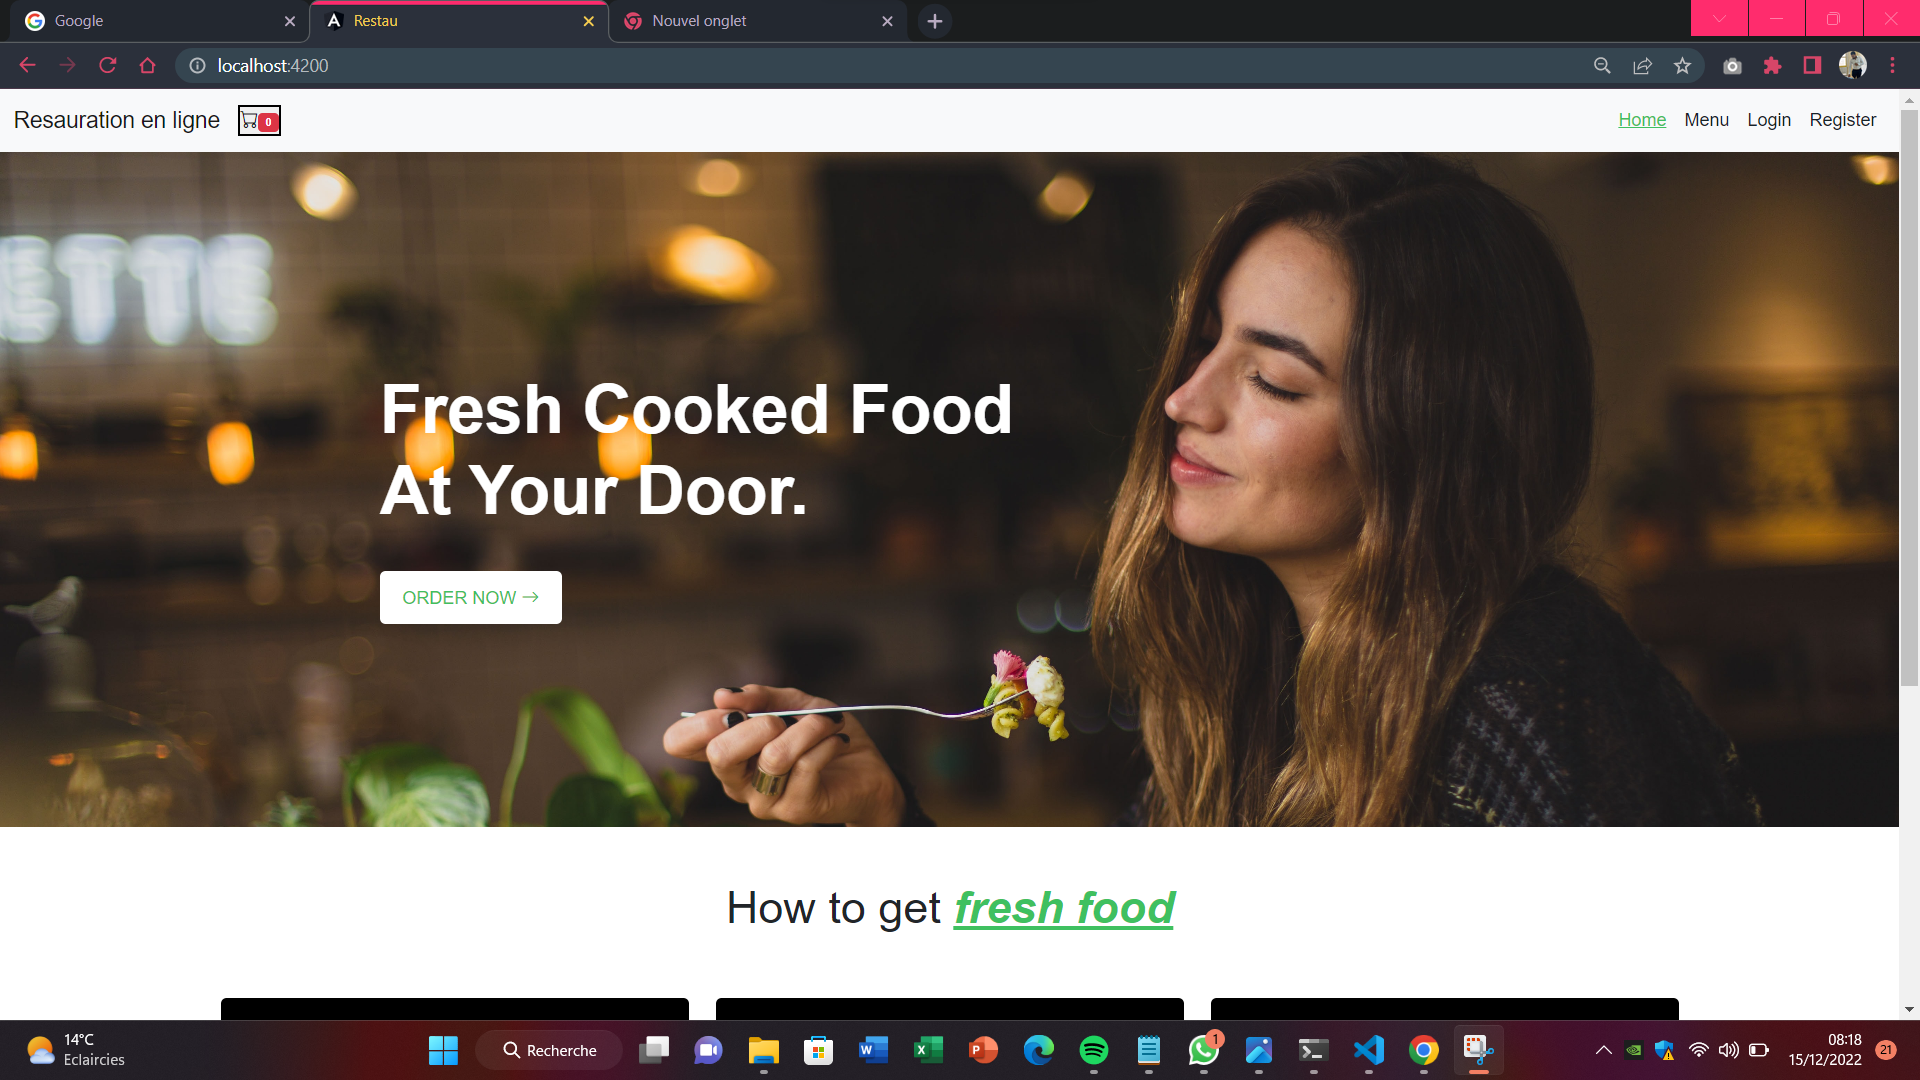 Google
Restau
Nouvel onglet
localhost:4200
Resauration en ligne
0
Home
Menu
Login
Register
ETTE
Fresh Cooked Food
At Your Door.
ORDER NOW →
How to get fresh food
14°C
Eclaircies
Recherche
1
08:18
15/12/2022
21